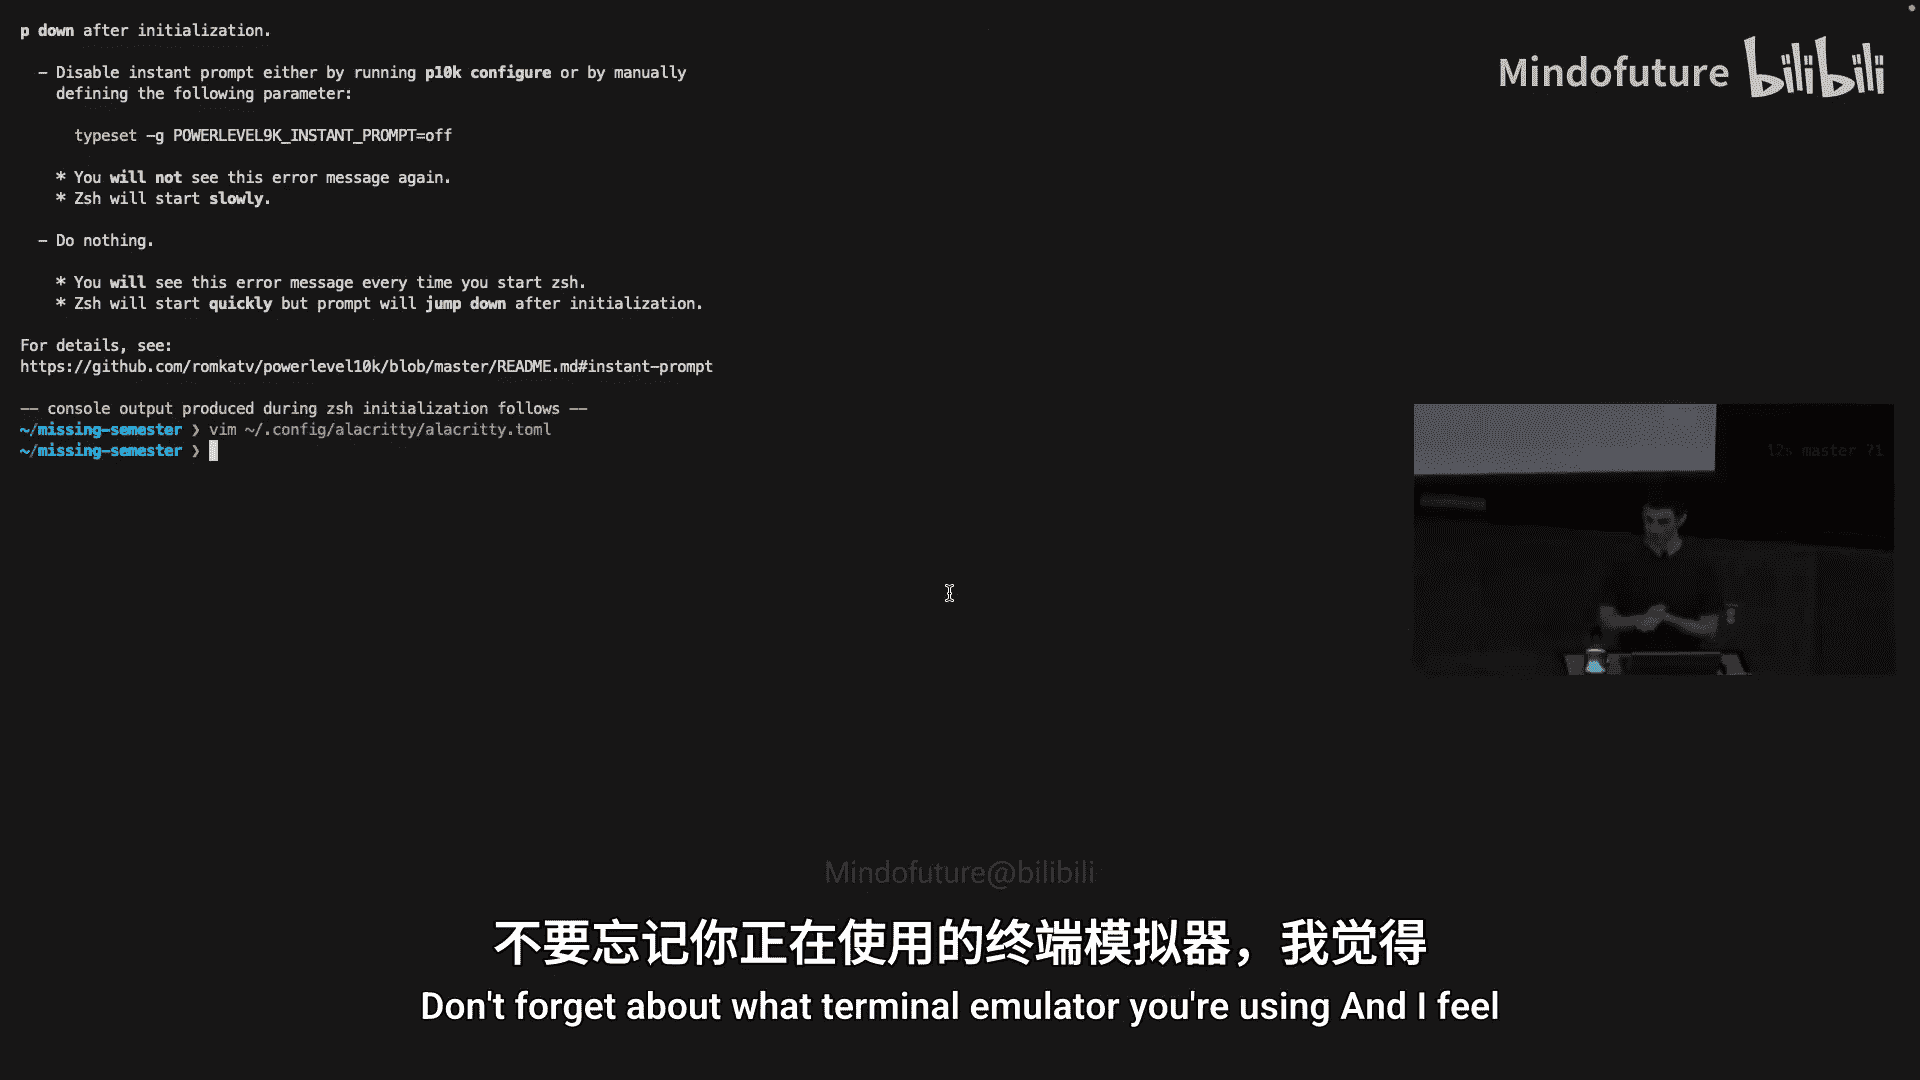 p down after initialization.
Mindofuture bilibili
– Disable instant prompt either by running p10k configure or by manually
defining the following parameter:
typeset -g POWERLEVEL9K_INSTANT_PROMPT=off
* You will not see this error message again.
* Zsh will start slowly.
– Do nothing.
* You will see this error message every time you start zsh.
* Zsh will start quickly but prompt will jump down after initialization.
For details, see:
https://github.com/romkatv/powerlevel10k/blob/master/README.md#instant-prompt
-- console output produced during zsh initialization follows --
~/missing-semester ❯ vim ~/.config/alacritty/alacritty.toml
~/missing-semester ❯
master ?1
Mindofuture@bilibili
不要忘记你正在使用的终端模拟器，我觉得
Don't forget about what terminal emulator you're using And I feel